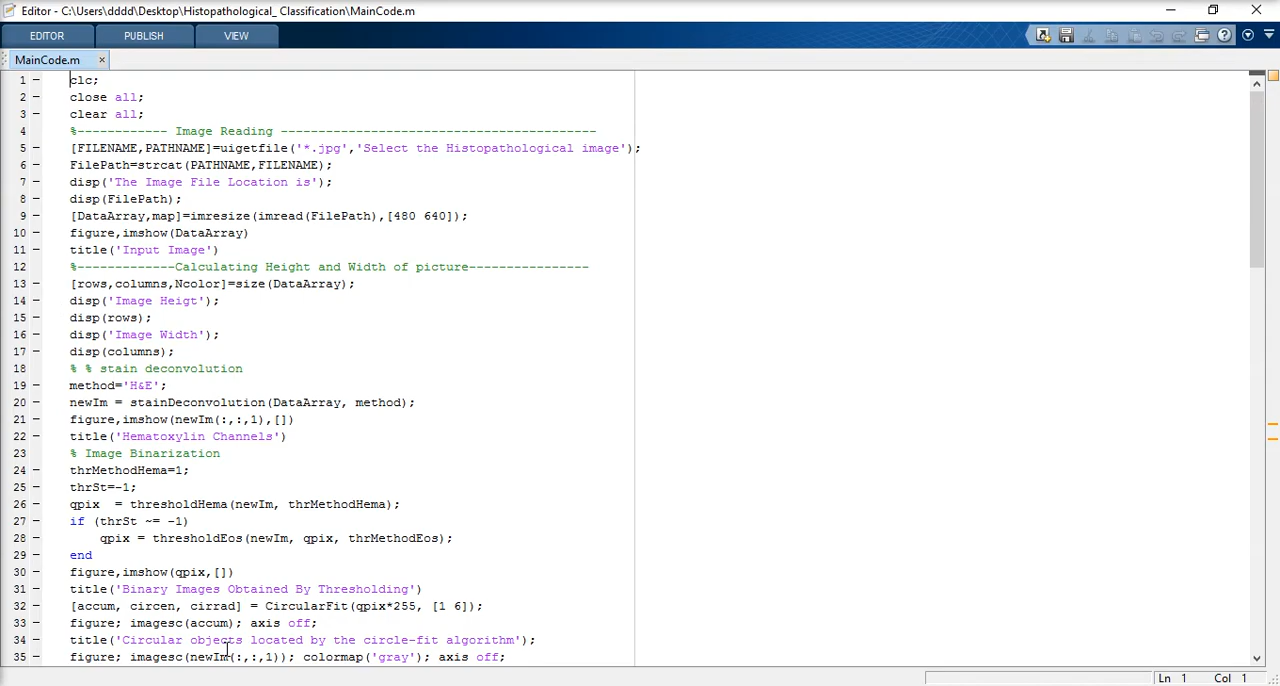 Editor - C:\Users\dddd\Desktop\Histopathological_ Classification\MainCode.m
EDITOR PUBLISH VIEW
MainCode.m ×
1 clc;
2 close all;
3 clear all;
4 %------------ Image Reading ------------------------------------------
5 [FILENAME,PATHNAME]=uigetfile('*.jpg','Select the Histopathological image');
6 FilePath=strcat(PATHNAME,FILENAME);
7 disp('The Image File Location is');
8 disp(FilePath);
9 [DataArray,map]=imresize(imread(FilePath),[480 640]);
10 figure,imshow(DataArray)
11 title('Input Image')
12 %-------------Calculating Height and Width of picture----------------
13 [rows,columns,Ncolor]=size(DataArray);
14 disp('Image Heigt');
15 disp(rows);
16 disp('Image Width');
17 disp(columns);
18 % % stain deconvolution
19 method='H&E';
20 newIm = stainDeconvolution(DataArray, method);
21 figure,imshow(newIm(:,:,1),[])
22 title('Hematoxylin Channels')
23 % Image Binarization
24 thrMethodHema=1;
25 thrSt=-1;
26 qpix  = thresholdHema(newIm, thrMethodHema);
27 if (thrSt ~= -1)
28     qpix = thresholdEos(newIm, qpix, thrMethodEos);
29 end
30 figure,imshow(qpix,[])
31 title('Binary Images Obtained By Thresholding')
32 [accum, circen, cirrad] = CircularFit(qpix*255, [1 6]);
33 figure; imagesc(accum); axis off;
34 title('Circular objects located by the circle-fit algorithm');
35 figure; imagesc(newIm(:,:,1)); colormap('gray'); axis off;
Ln 1 Col 1